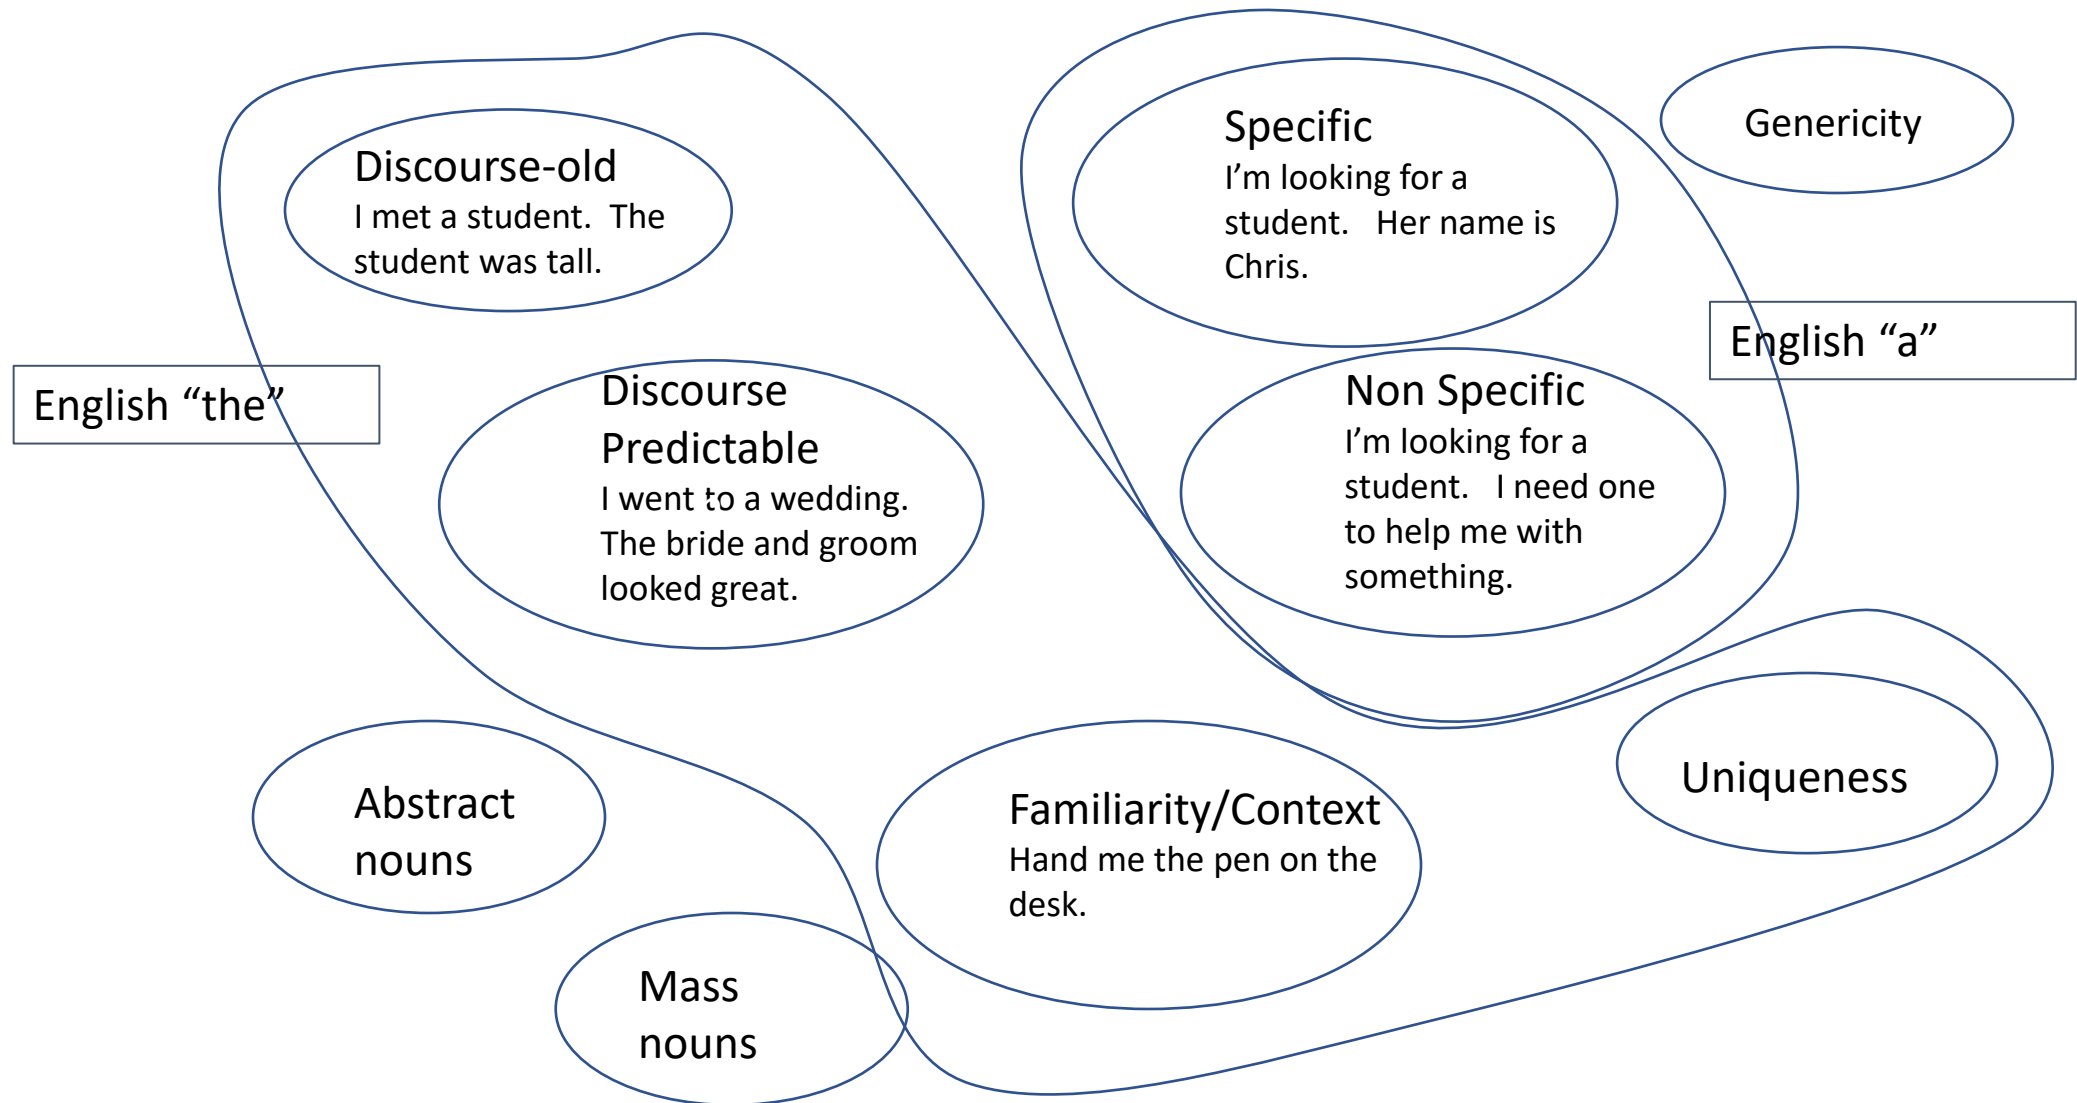 Discourse-old
I met a student.  The
student was tall.
Specific
I’m looking for a
student.   Her name is
Chris.
Genericity
English “the”
Discourse
Predictable
I went to a wedding.
The bride and groom
looked great.
English “a”
Non Specific
I’m looking for a
student.   I need one
to help me with
something.
Abstract
nouns
Familiarity/Context
Hand me the pen on the
desk.
Uniqueness
Mass
nouns